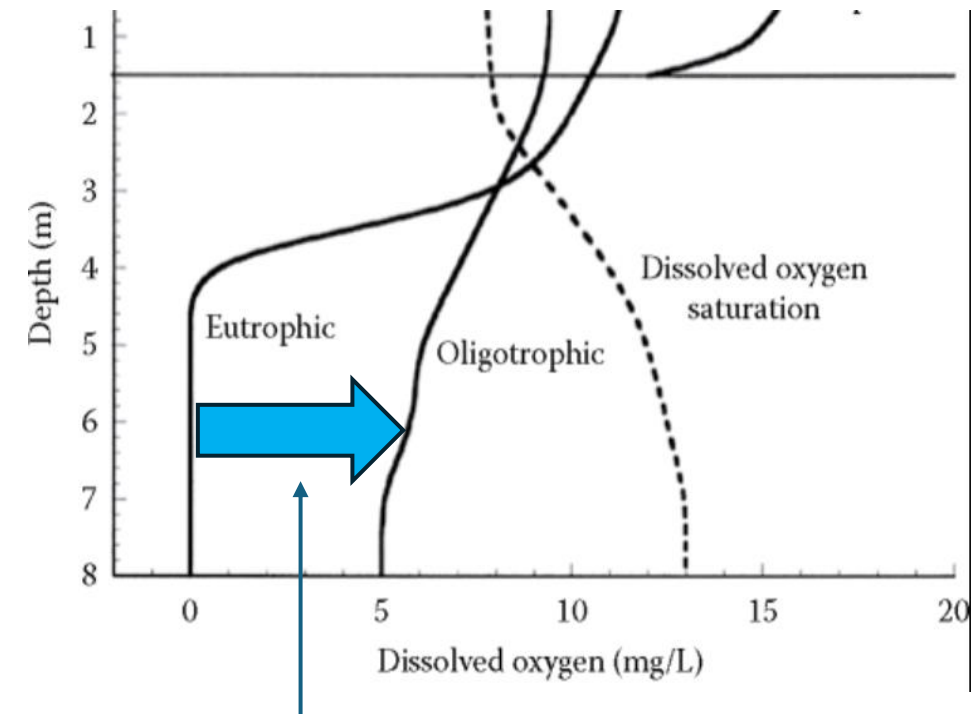 1
2
3
4
5
6
7
8
Depth (m)
Dissolved oxygen
saturation
Eutrophic
Oligotrophic
0 5 10 15 20
Dissolved oxygen (mg/L)